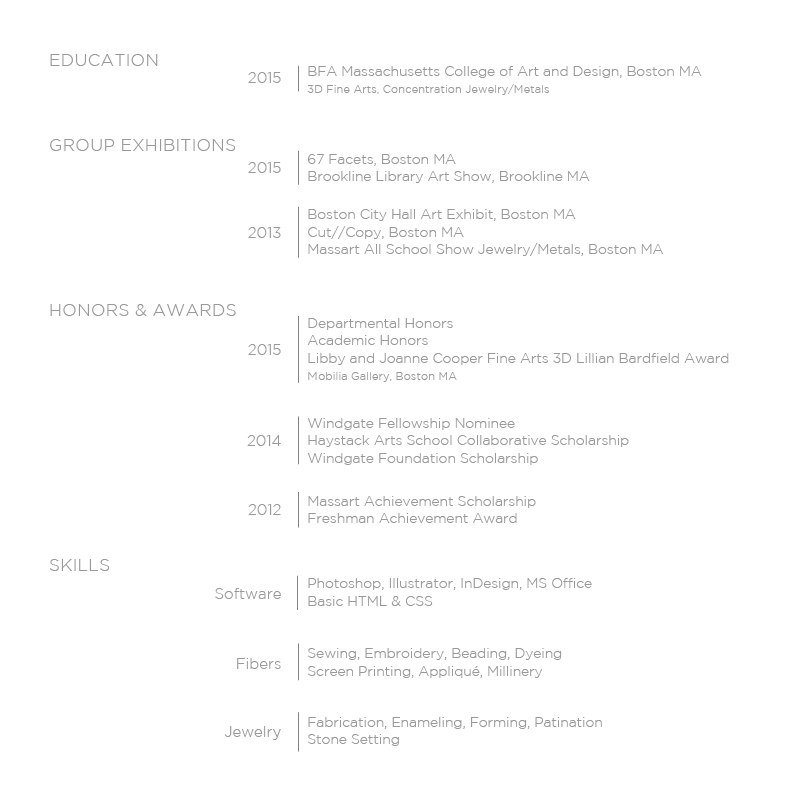 EDUCATION
2015
BFA Massachusetts College of Art and Design, Boston MA
3D Fine Arts, Concentration Jewelry/Metals
GROUP EXHIBITIONS
2015
67 Facets, Boston MA
Brookline Library Art Show, Brookline MA
2013
Boston City Hall Art Exhibit, Boston MA
Cut//Copy, Boston MA
Massart All School Show Jewelry/Metals, Boston MA
HONORS & AWARDS
2015
Departmental Honors
Academic Honors
Libby and Joanne Cooper Fine Arts 3D Lillian Bardfield Award
Mobilia Gallery, Boston MA
2014
Windgate Fellowship Nominee
Haystack Arts School Collaborative Scholarship
Windgate Foundation Scholarship
2012
Massart Achievement Scholarship
Freshman Achievement Award
SKILLS
Software
Photoshop, Illustrator, InDesign, MS Office
Basic HTML & CSS
Fibers
Sewing, Embroidery, Beading, Dyeing
Screen Printing, Appliqué, Millinery
Jewelry
Fabrication, Enameling, Forming, Patination
Stone Setting